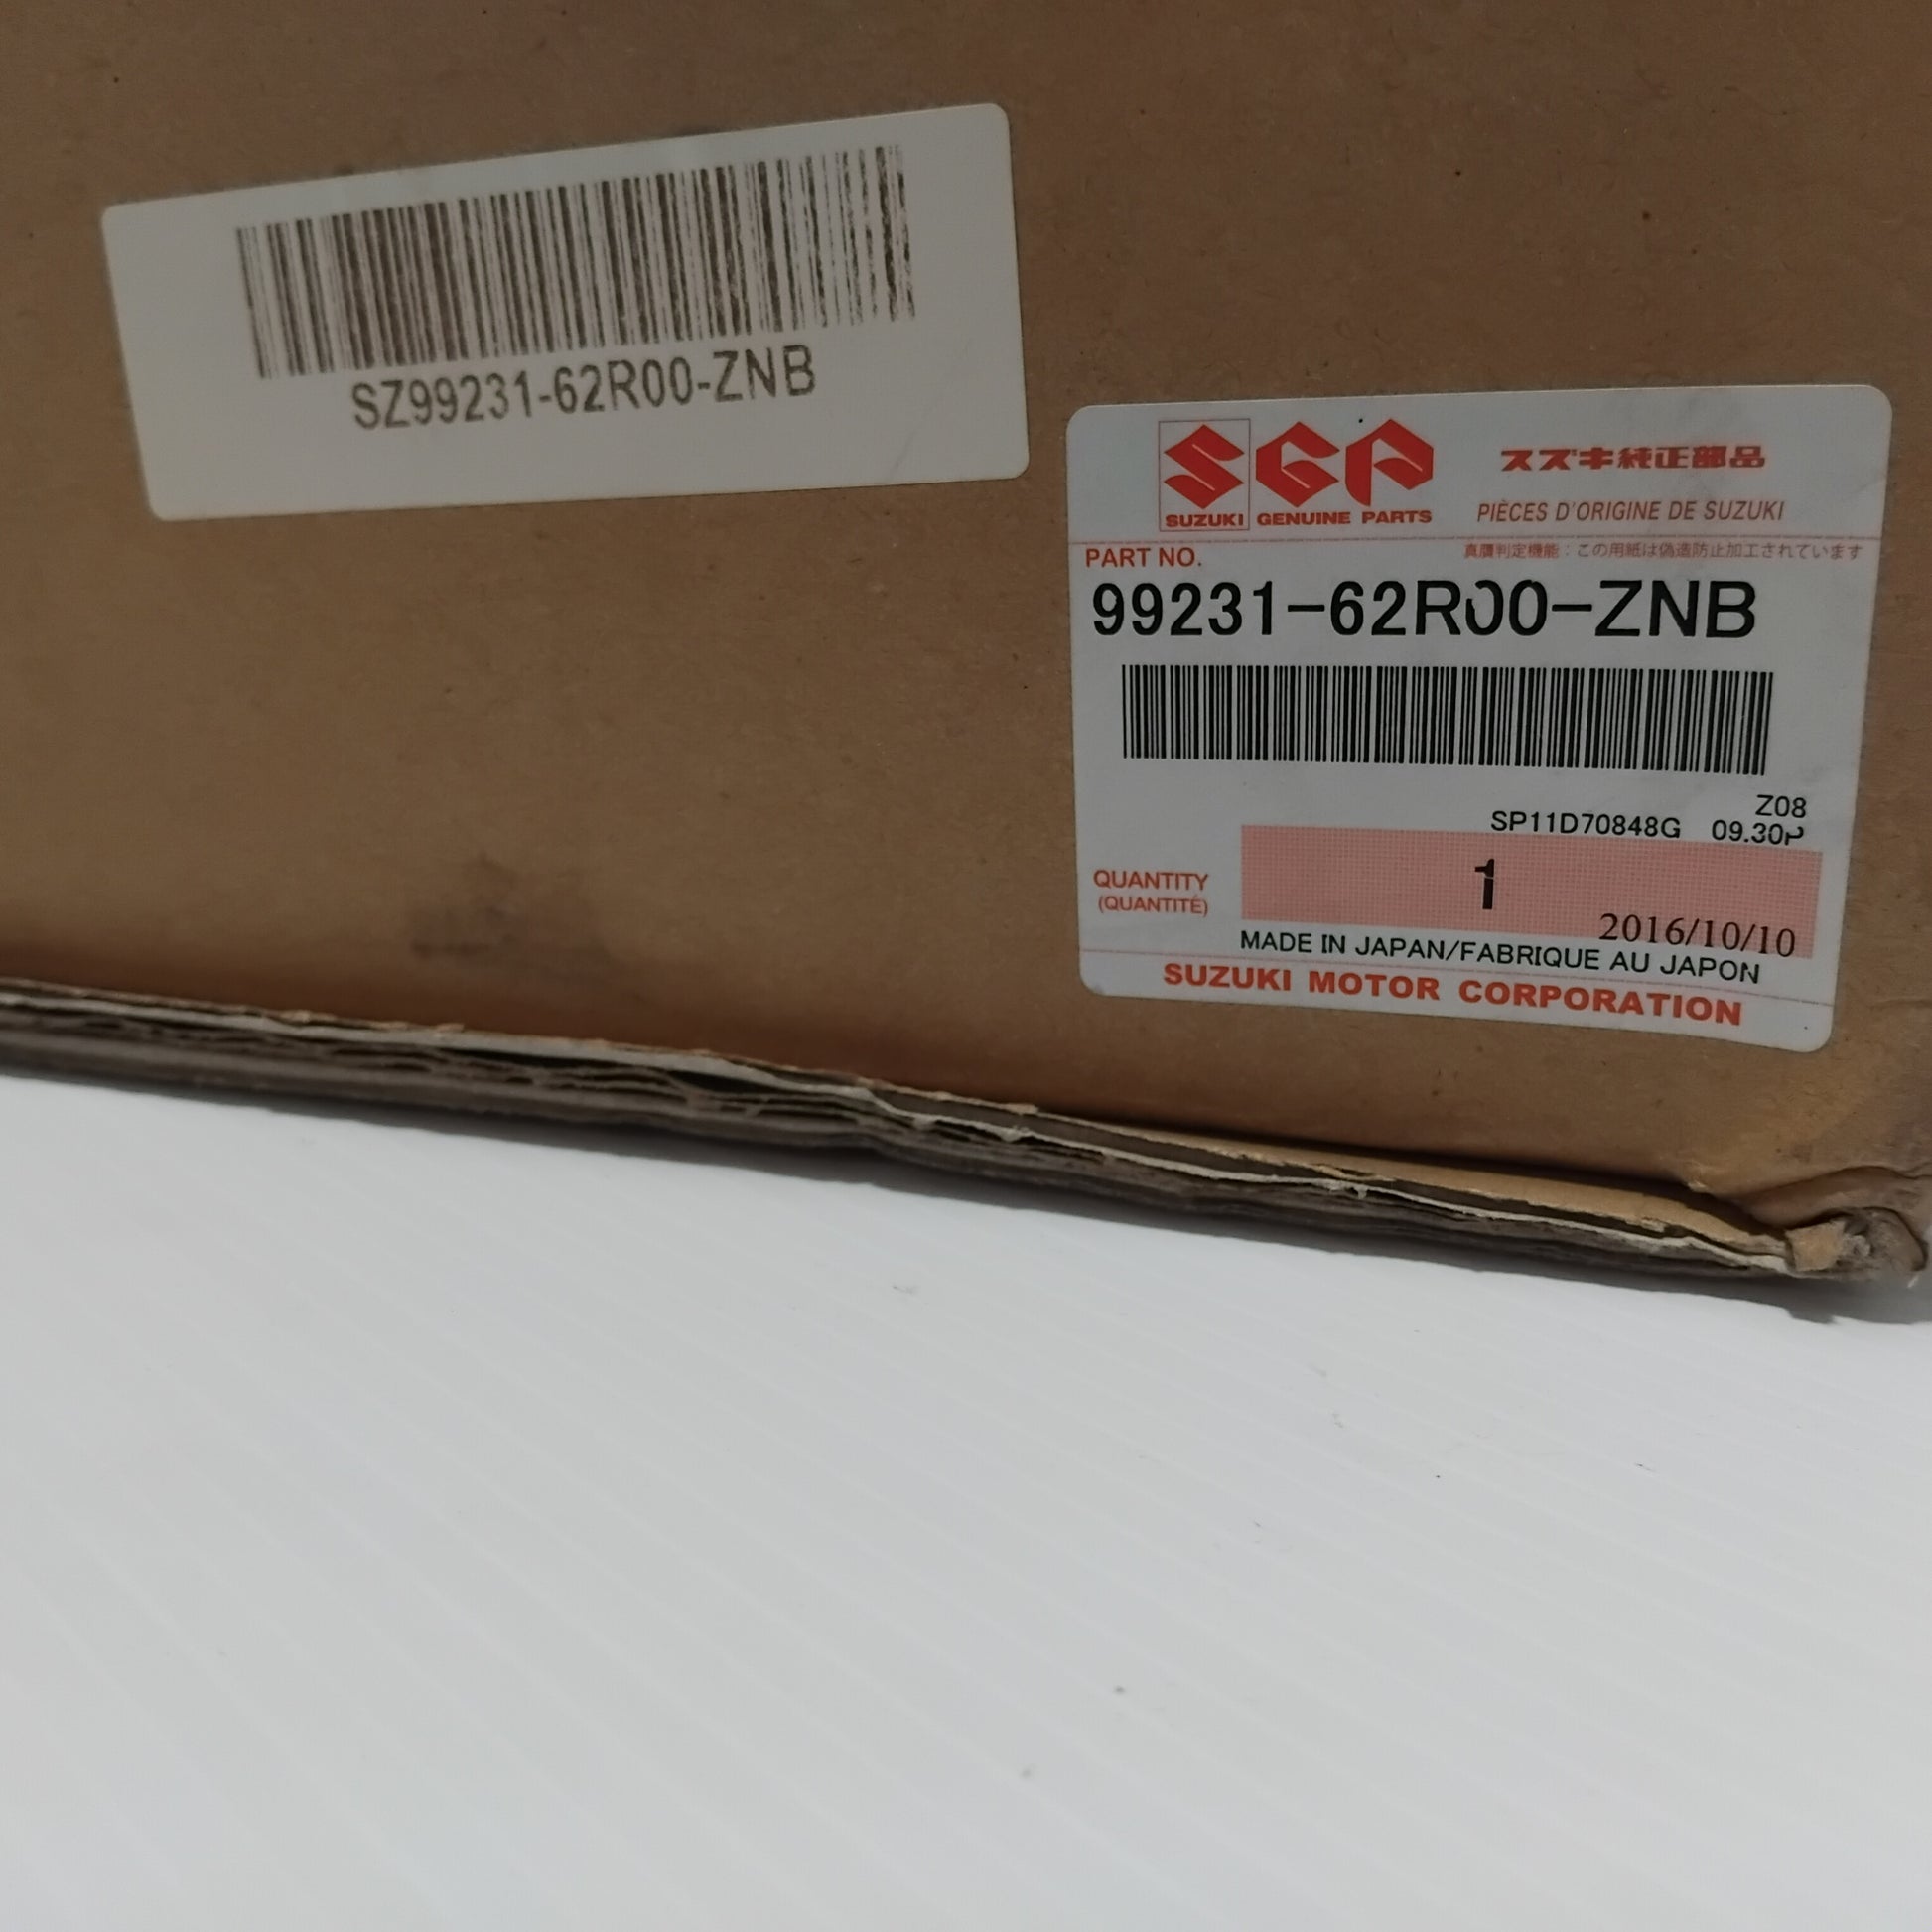 SZ99231-62R00-ZNB
SGP
スズキ純正部品
SUZUKI GENUINE PARTS
PIÈCES D'ORIGINE DE SUZUKI
PART NO.
真贋判定機能：この用紙は偽造防止加工されています
99231-62R00-ZNB
Z08
SP11D70848G 09.30P
QUANTITY
(QUANTITÉ)
1
2016/10/10
MADE IN JAPAN/FABRIQUE AU JAPON
SUZUKI MOTOR CORPORATION